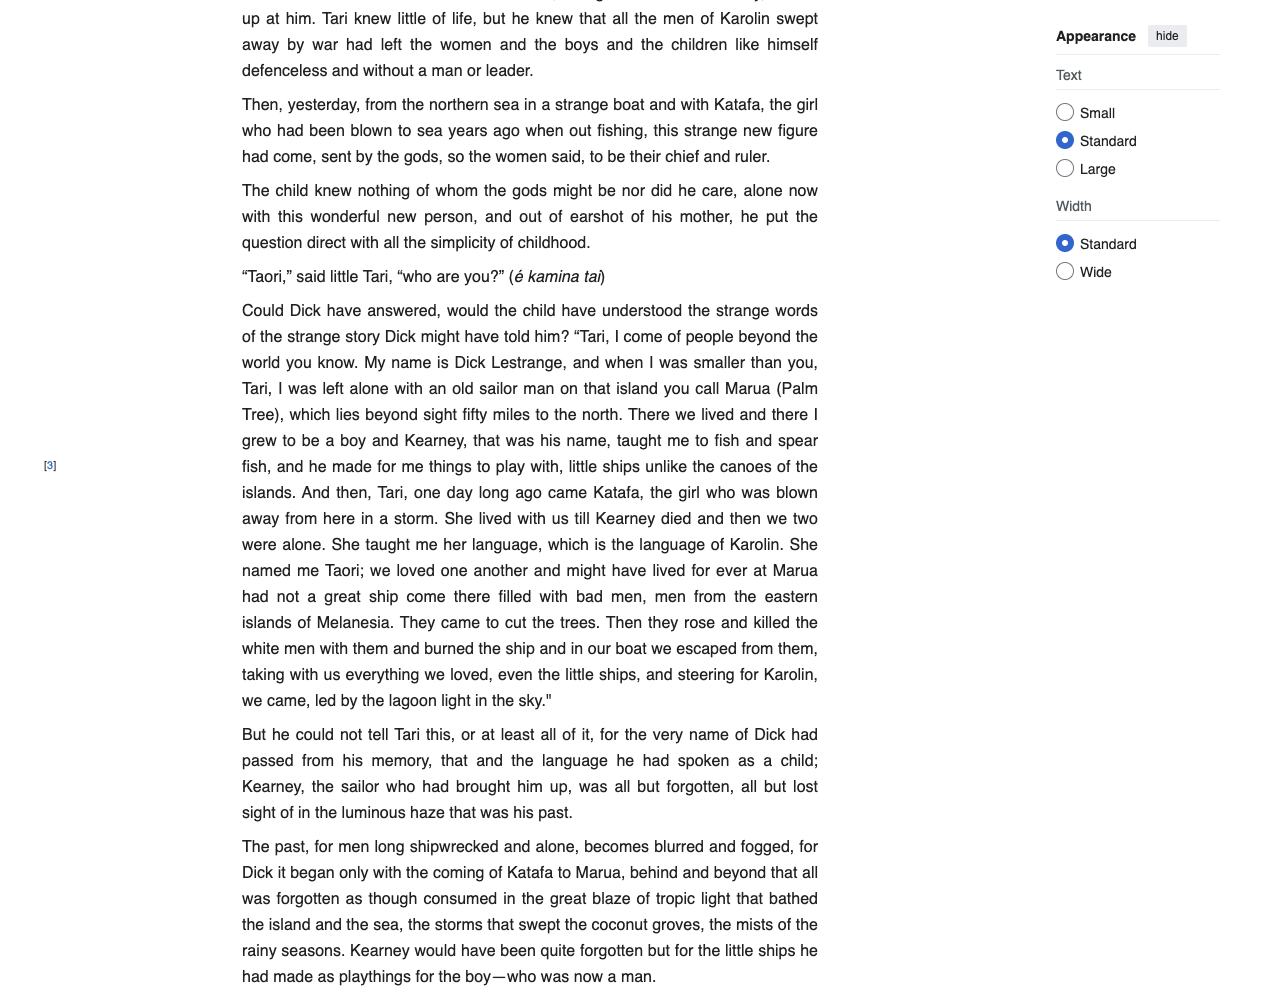 up at him. Tari knew little of life, but he knew that all the men of Karolin swept
away by war had left the women and the boys and the children like himself
defenceless and without a man or leader.
Then, yesterday, from the northern sea in a strange boat and with Katafa, the girl
who had been blown to sea years ago when out fishing, this strange new figure
had come, sent by the gods, so the women said, to be their chief and ruler.
The child knew nothing of whom the gods might be nor did he care, alone now
with this wonderful new person, and out of earshot of his mother, he put the
question direct with all the simplicity of childhood.
“Taori,” said little Tari, “who are you?” (é kamina tai)
Could Dick have answered, would the child have understood the strange words
of the strange story Dick might have told him? “Tari, I come of people beyond the
world you know. My name is Dick Lestrange, and when I was smaller than you,
Tari, I was left alone with an old sailor man on that island you call Marua (Palm
Tree), which lies beyond sight fifty miles to the north. There we lived and there I
grew to be a boy and Kearney, that was his name, taught me to fish and spear
[3]
fish, and he made for me things to play with, little ships unlike the canoes of the
islands. And then, Tari, one day long ago came Katafa, the girl who was blown
away from here in a storm. She lived with us till Kearney died and then we two
were alone. She taught me her language, which is the language of Karolin. She
named me Taori; we loved one another and might have lived for ever at Marua
had not a great ship come there filled with bad men, men from the eastern
islands of Melanesia. They came to cut the trees. Then they rose and killed the
white men with them and burned the ship and in our boat we escaped from them,
taking with us everything we loved, even the little ships, and steering for Karolin,
we came, led by the lagoon light in the sky."
But he could not tell Tari this, or at least all of it, for the very name of Dick had
passed from his memory, that and the language he had spoken as a child;
Kearney, the sailor who had brought him up, was all but forgotten, all but lost
sight of in the luminous haze that was his past.
The past, for men long shipwrecked and alone, becomes blurred and fogged, for
Dick it began only with the coming of Katafa to Marua, behind and beyond that all
was forgotten as though consumed in the great blaze of tropic light that bathed
the island and the sea, the storms that swept the coconut groves, the mists of the
rainy seasons. Kearney would have been quite forgotten but for the little ships he
had made as playthings for the boy—who was now a man.
Appearance hide
Text
Small
Standard
Large
Width
Standard
Wide